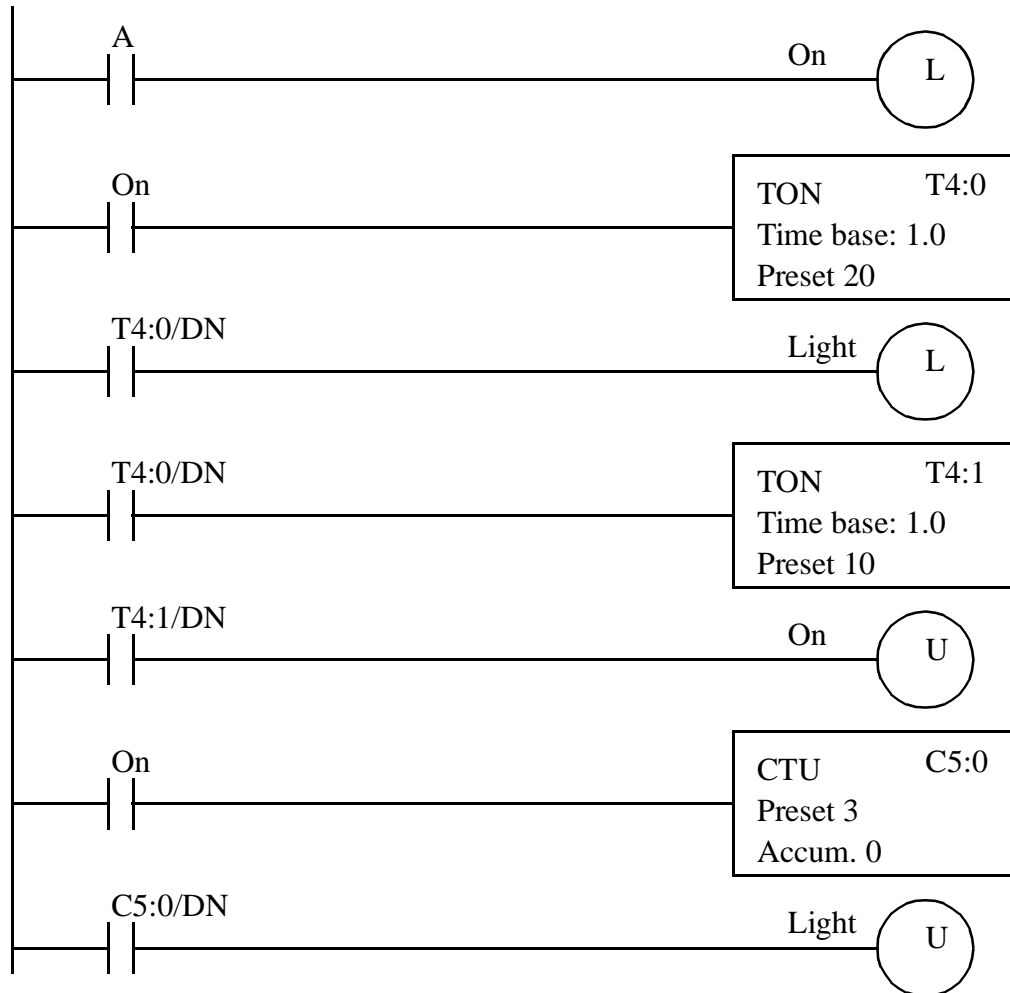 A
On L
On
TON T4:0
Time base: 1.0
Preset 20
T4:0/DN
Light L
T4:0/DN
TON T4:1
Time base: 1.0
Preset 10
T4:1/DN
On U
On
CTU C5:0
Preset 3
Accum. 0
C5:0/DN
Light U